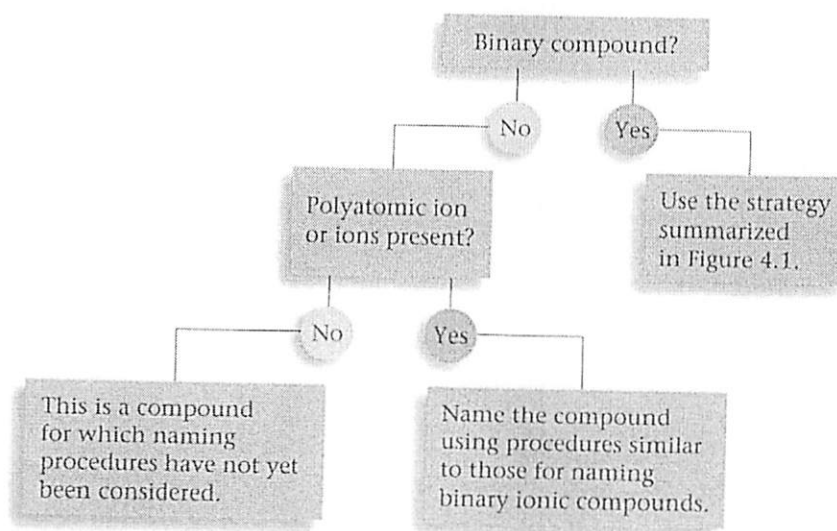 Binary compound?
No
Yes
Polyatomic ion
or ions present?
Use the strategy
summarized
in Figure 4.1.
No
Yes
This is a compound
for which naming
procedures have not yet
been considered.
Name the compound
using procedures similar
to those for naming
binary ionic compounds.